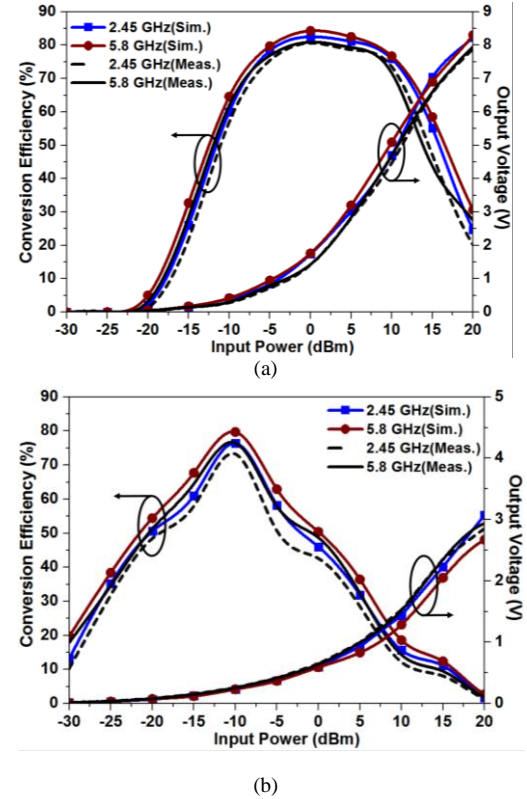 90
80
70
60
50
40
30
20
10
0
Conversion Efficiency (%)
2.45 GHz(Sim.)
5.8 GHz(Sim.)
2.45 GHz(Meas.)
5.8 GHz(Meas.)
9
8
7
6
5
4
3
2
1
0
Output Voltage (V)
-30 -25 -20 -15 -10 -5 0 5 10 15 20
Input Power (dBm)
(a)
90
80
70
60
50
40
30
20
10
0
Conversion Efficiency (%)
2.45 GHz(Sim.)
5.8 GHz(Sim.)
2.45 GHz(Meas.)
5.8 GHz(Meas.)
5
4
3
2
1
0
Output Voltage (V)
-30 -25 -20 -15 -10 -5 0 5 10 15 20
Input Power (dBm)
(b)